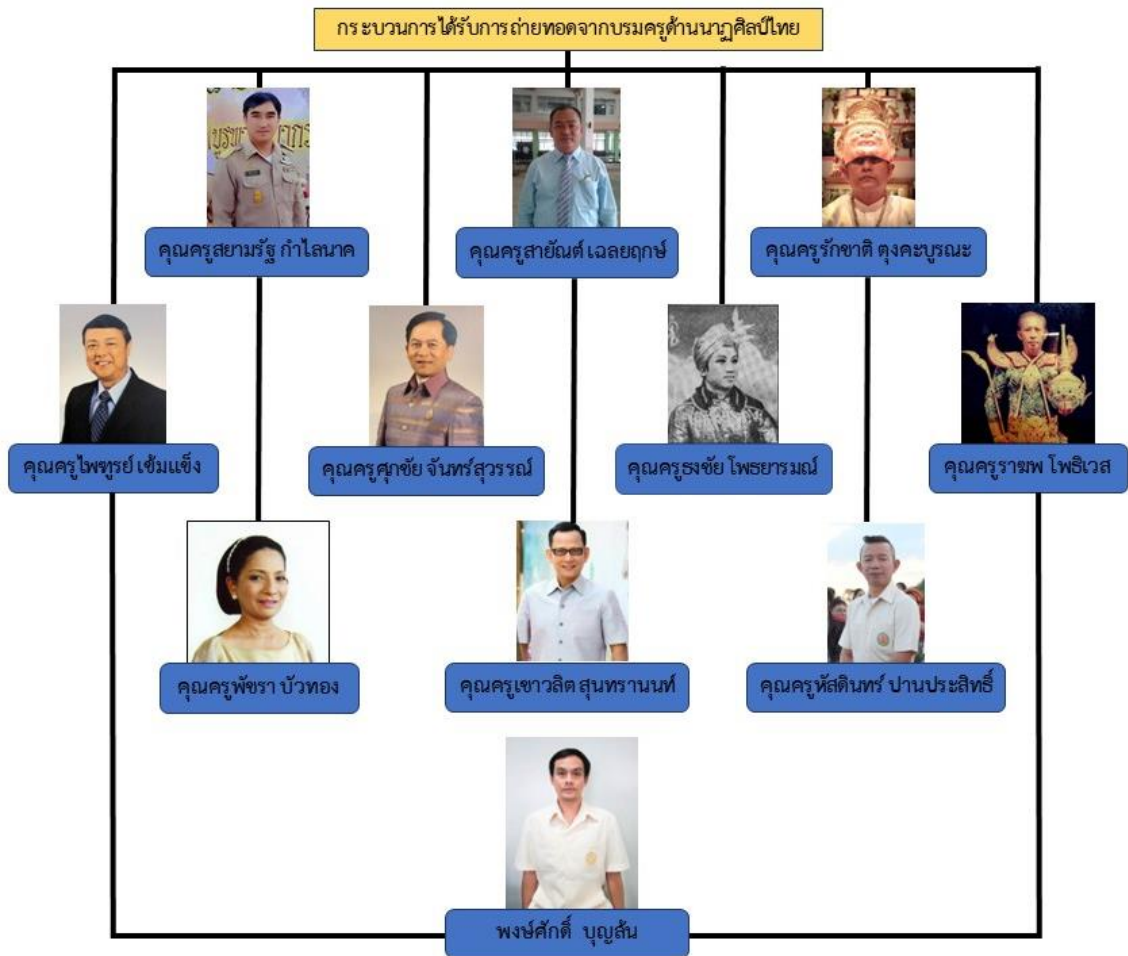 กระบวนการได้รับการถ่ายทอดจากบรมครูด้านนาฏศิลป์ไทย
คุณครูสยามรัฐ กำไลนาค
คุณครูสายัณต์ เฉลยฤกษ์
คุณครูรักชาติ ตุงคะบูรณะ
คุณครูไพฑูรย์ เข้มแข็ง
คุณครูศุภชัย จันทร์สุวรรณ์
คุณครูธงชัย โพธยารมณ์
คุณครูราฆพ โพธิเวส
คุณครูพัชรา บัวทอง
คุณครูเชาวลิต สุนทรานนท์
คุณครูหัสดินทร์ ปานประสิทธิ์
พงษ์ศักดิ์ บุญล้น